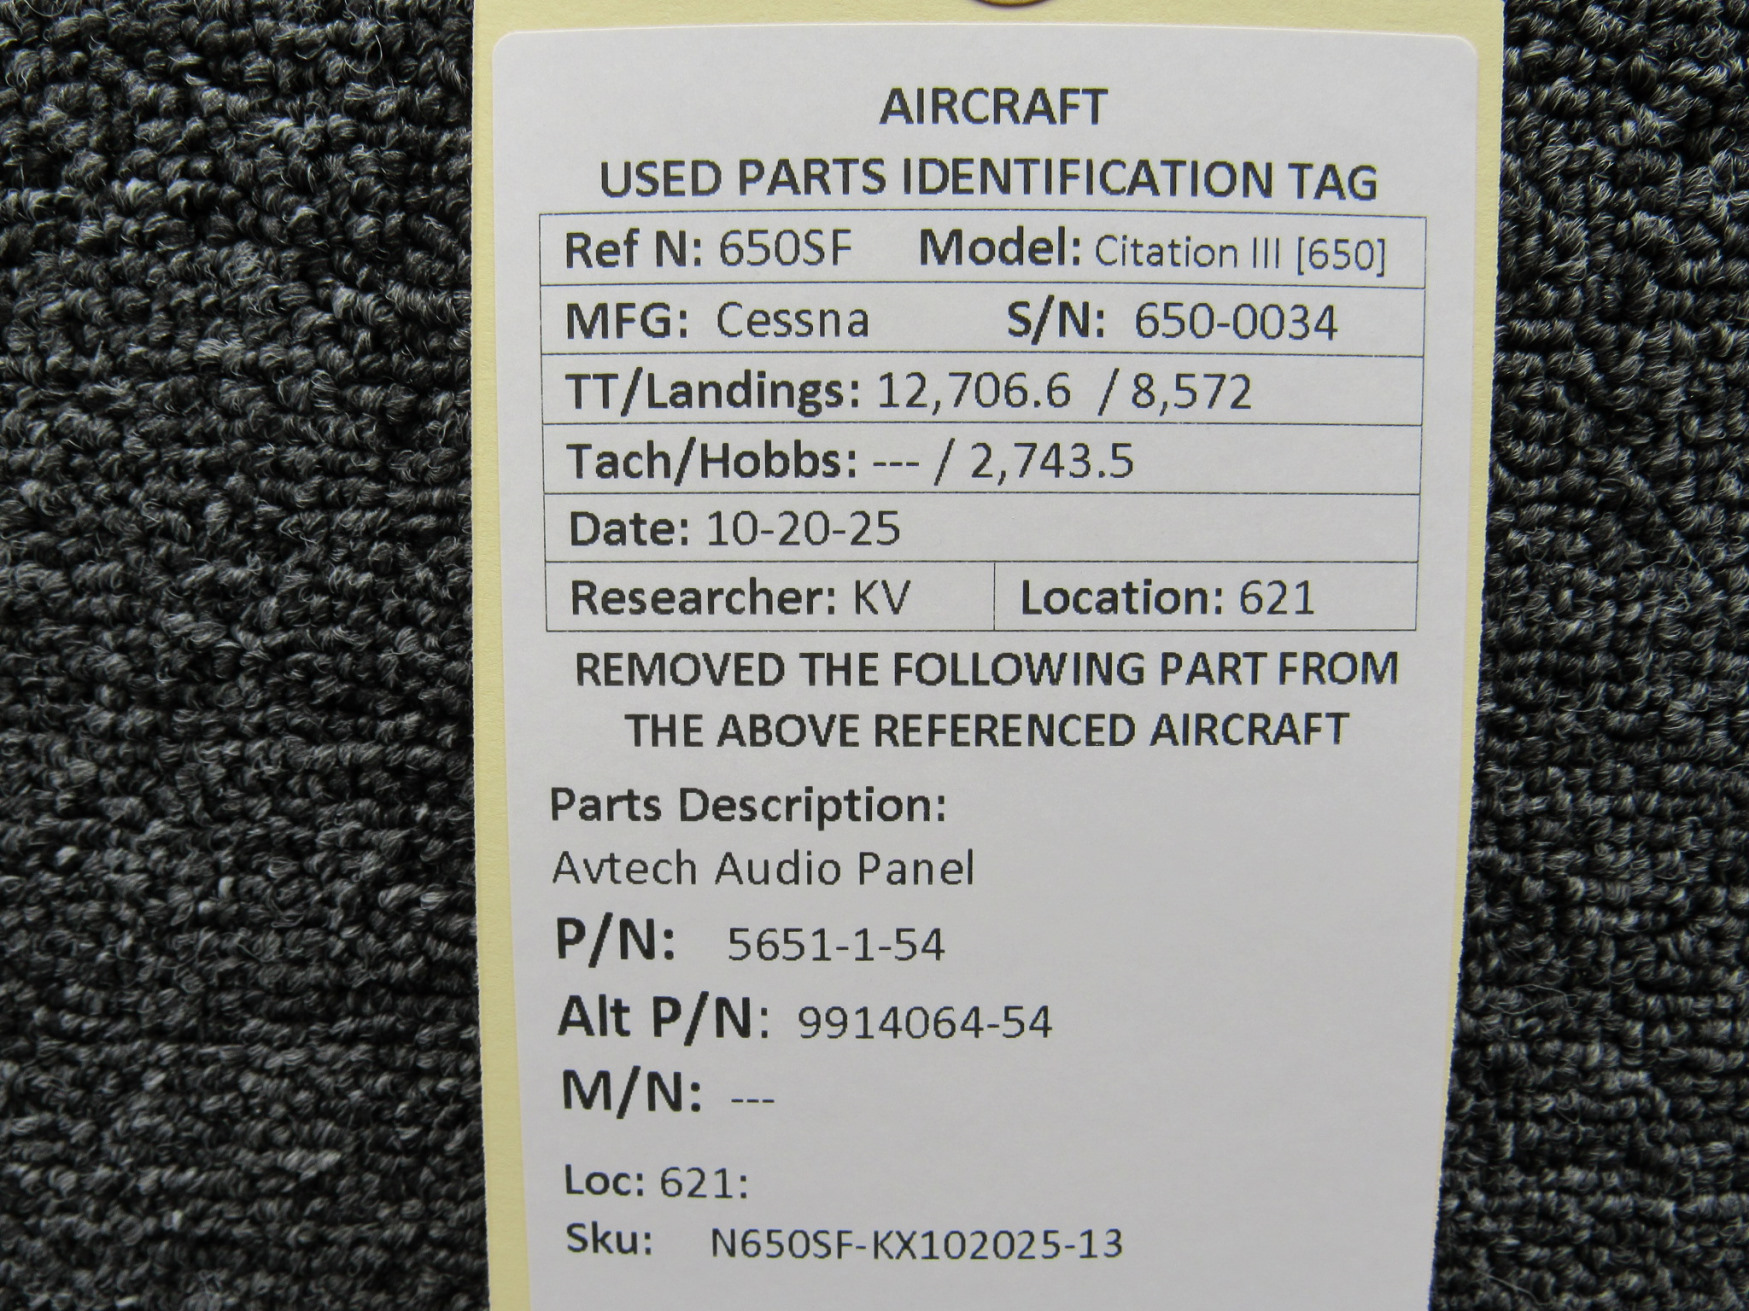 AIRCRAFT
USED PARTS IDENTIFICATION TAG
Ref N: 650SF Model: Citation III [650]
MFG: Cessna S/N: 650-0034
TT/Landings: 12,706.6 / 8,572
Tach/Hobbs: --- / 2,743.5
Date: 10-20-25
Researcher: KV Location: 621
REMOVED THE FOLLOWING PART FROM
THE ABOVE REFERENCED AIRCRAFT
Parts Description:
Avtech Audio Panel
P/N: 5651-1-54
Alt P/N: 9914064-54
M/N: ---
Loc: 621:
Sku: N650SF-KX102025-13